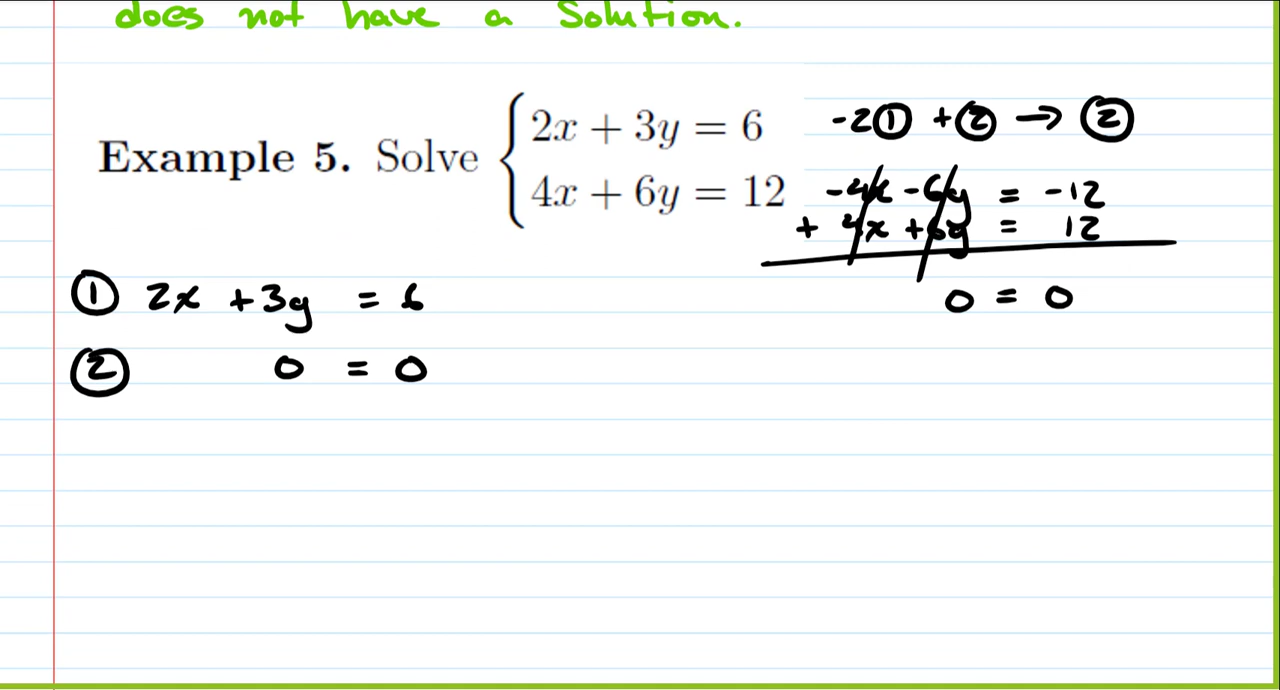 does not have a solution.
Example 5. Solve { 2x + 3y = 6
4x + 6y = 12
-2① + ② → ②
-4x - 6y = -12
+ 4x + 6y = 12
0 = 0
① 2x + 3y = 6
② 0 = 0